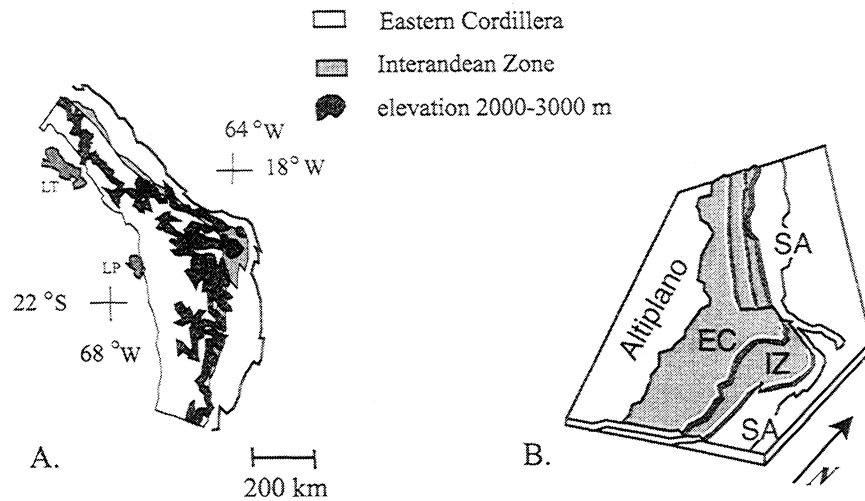 Eastern Cordillera
Interandean Zone
elevation 2000-3000 m
64 °W
18° W
LT
LP
22 °S
68 °W
A.
200 km
Altiplano
SA
EC
IZ
SA
B.
N